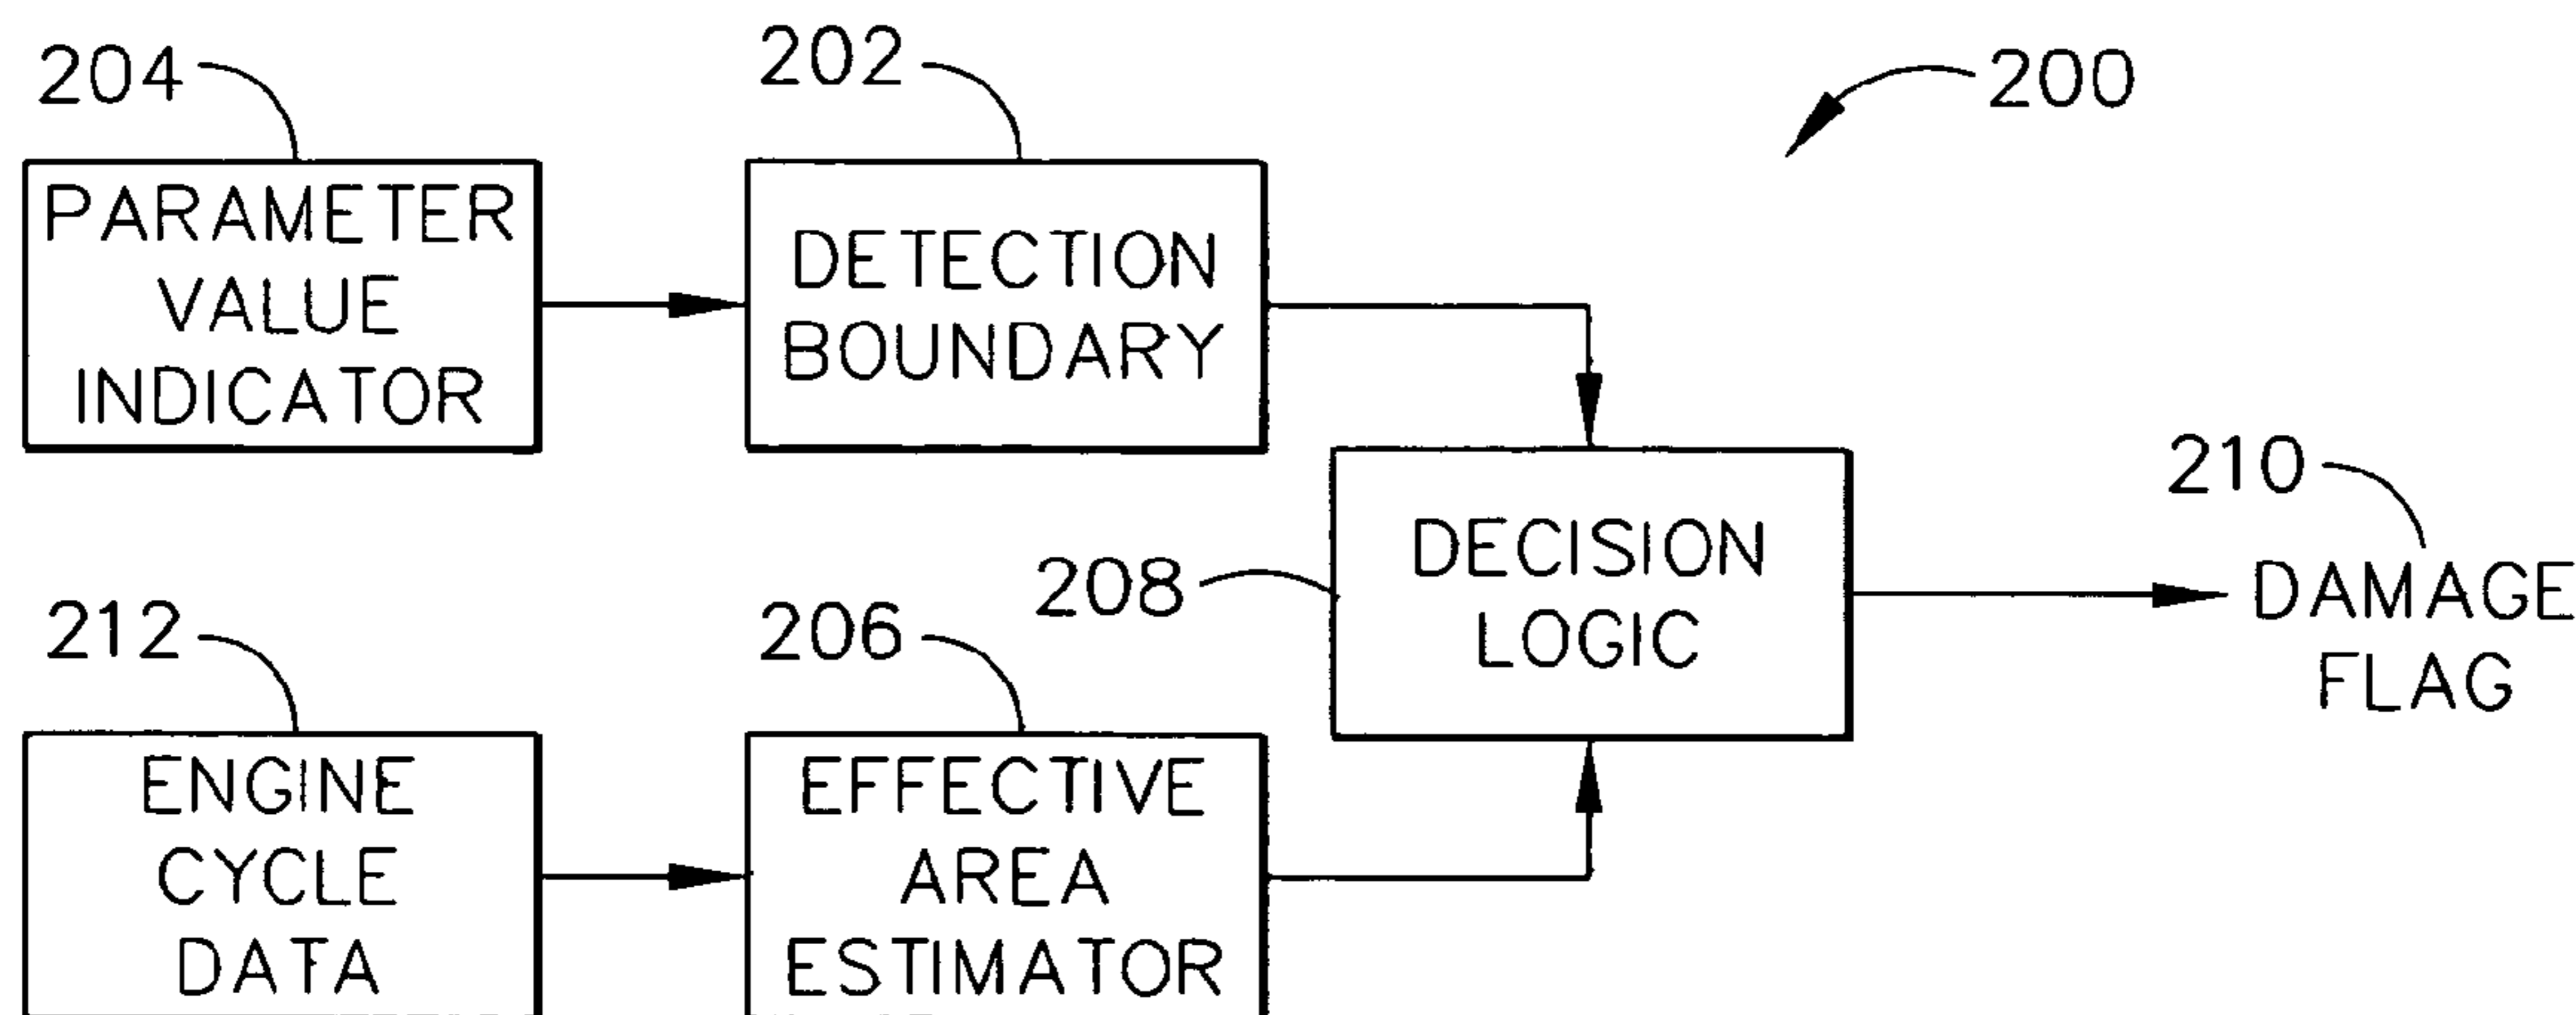 204
202
200
PARAMETER
VALUE
INDICATOR
DETECTION
BOUNDARY
210
208
DECISION
LOGIC
DAMAGE
FLAG
212
206
ENGINE
CYCLE
DATA
EFFECTIVE
AREA
ESTIMATOR